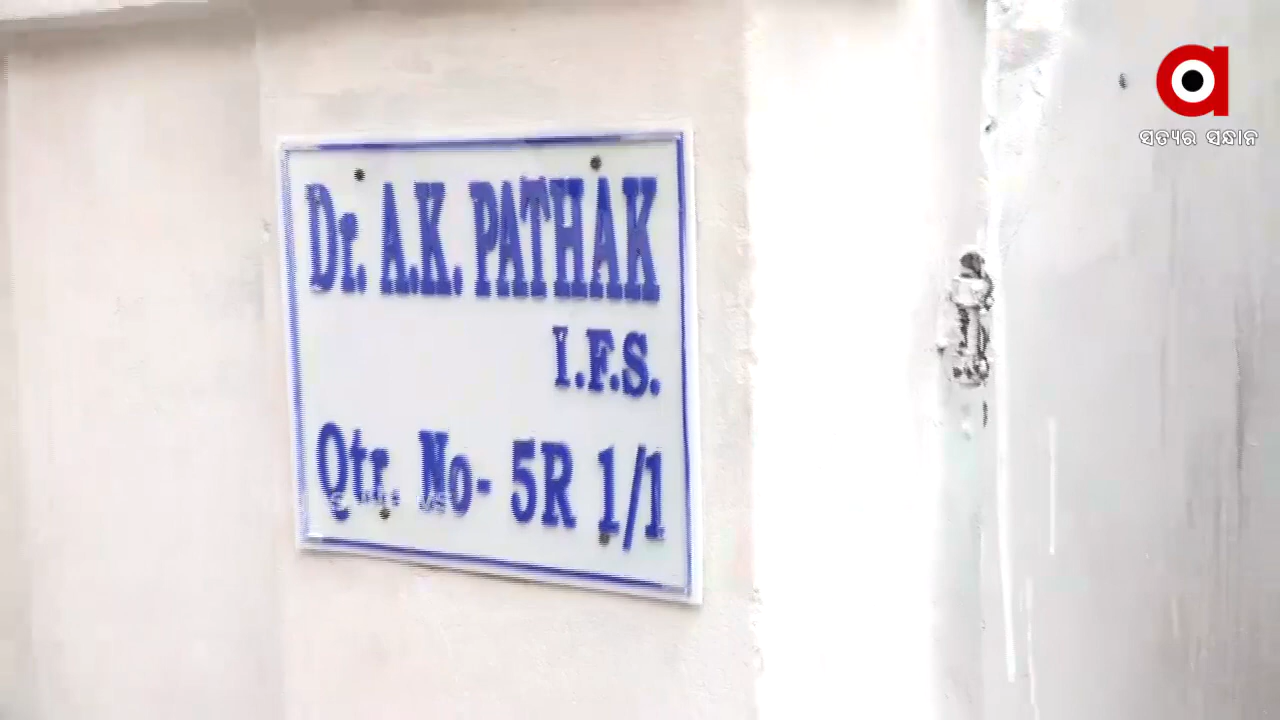 Dr. A.K. PATHAK
I.F.S.
Qtr. No- 5R 1/1
ସତ୍ୟର ସନ୍ଧାନ